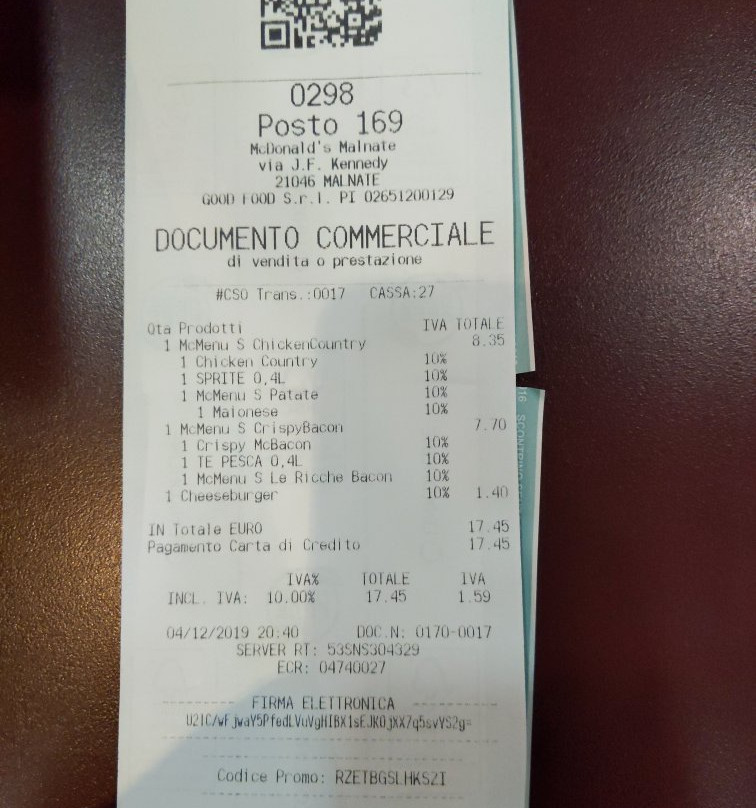 0298
Posto 169
McDonald's Malnate
via J.F. Kennedy
21046 MALNATE
GOOD FOOD S.r.l. PI 02651200129
DOCUMENTO COMMERCIALE
di vendita o prestazione
#CSO Trans.:0017 CASSA:27
Qta Prodotti IVA TOTALE
1 McMenu S ChickenCountry 8.35
1 Chicken Country 10%
1 SPRITE 0,4L 10%
1 McMenu S Patate 10%
1 Maionese 10%
1 McMenu S CrispyBacon 7.70
1 Crispy McBacon 10%
1 TE PESCA 0,4L 10%
1 McMenu S Le Ricche Bacon 10%
1 Cheeseburger 10% 1.40
IN Totale EURO 17.45
Pagamento Carta di Credito 17.45
IVA% TOTALE IVA
INCL. IVA: 10.00% 17.45 1.59
04/12/2019 20:40 DOC.N: 0170-0017
SERVER RT: 53SNS304329
ECR: 04740027
FIRMA ELETTRONICA
Codice Promo: RZETBGSLHKS2I